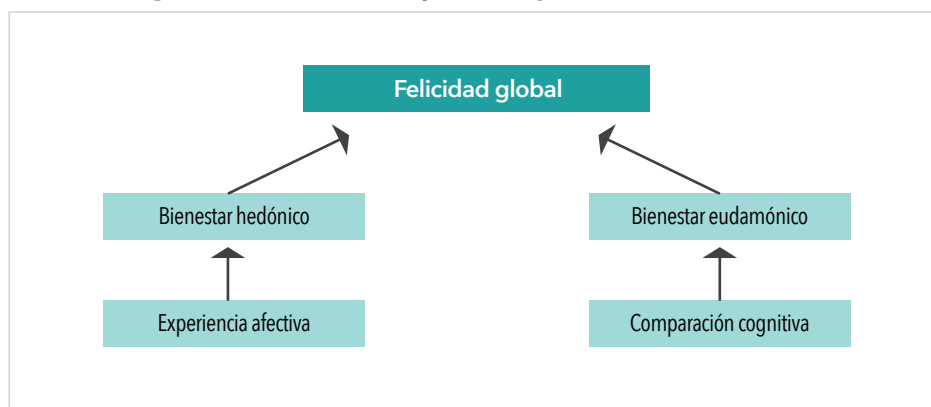 Felicidad global
Bienestar hedónico
Bienestar eudamónico
Experiencia afectiva
Comparación cognitiva